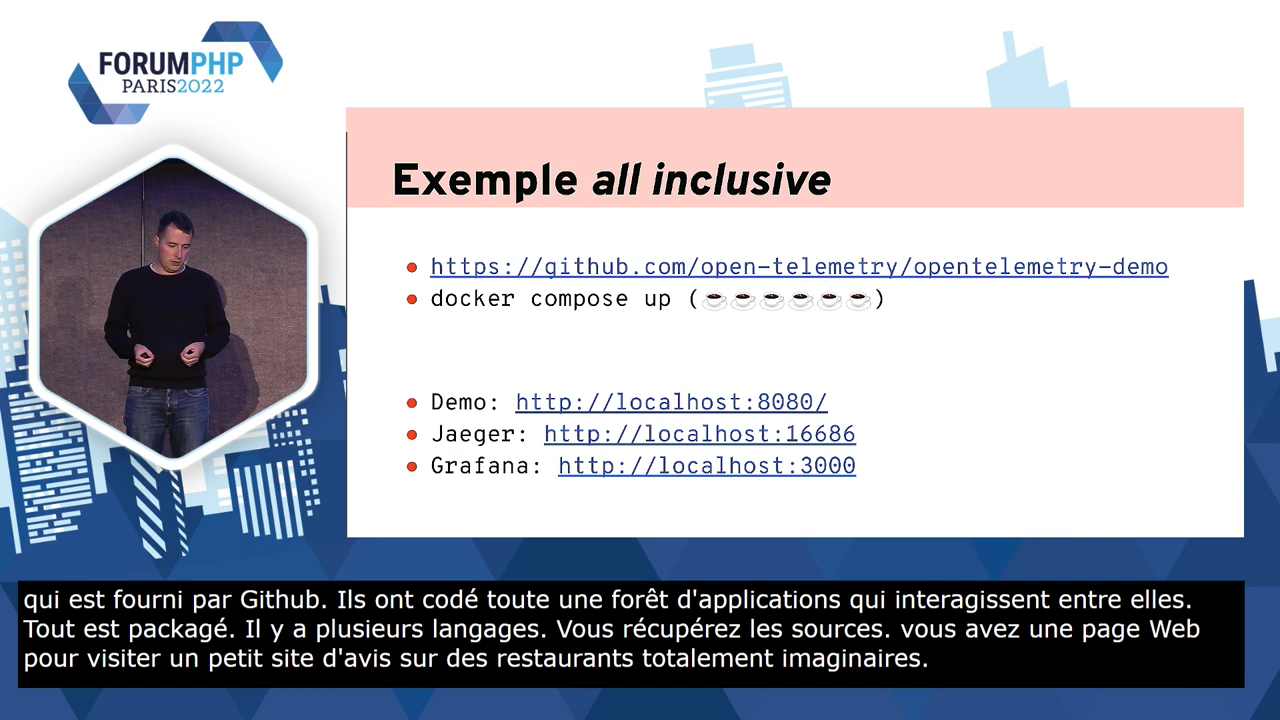 FORUMPHP
PARIS2022
Exemple all inclusive
https://github.com/open-telemetry/opentelemetry-demo
docker compose up (☕☕☕☕☕☕)
Demo: http://localhost:8080/
Jaeger: http://localhost:16686
Grafana: http://localhost:3000
qui est fourni par Github. Ils ont codé toute une forêt d'applications qui interagissent entre elles.
Tout est packagé. Il y a plusieurs langages. Vous récupérez les sources. vous avez une page Web
pour visiter un petit site d'avis sur des restaurants totalement imaginaires.